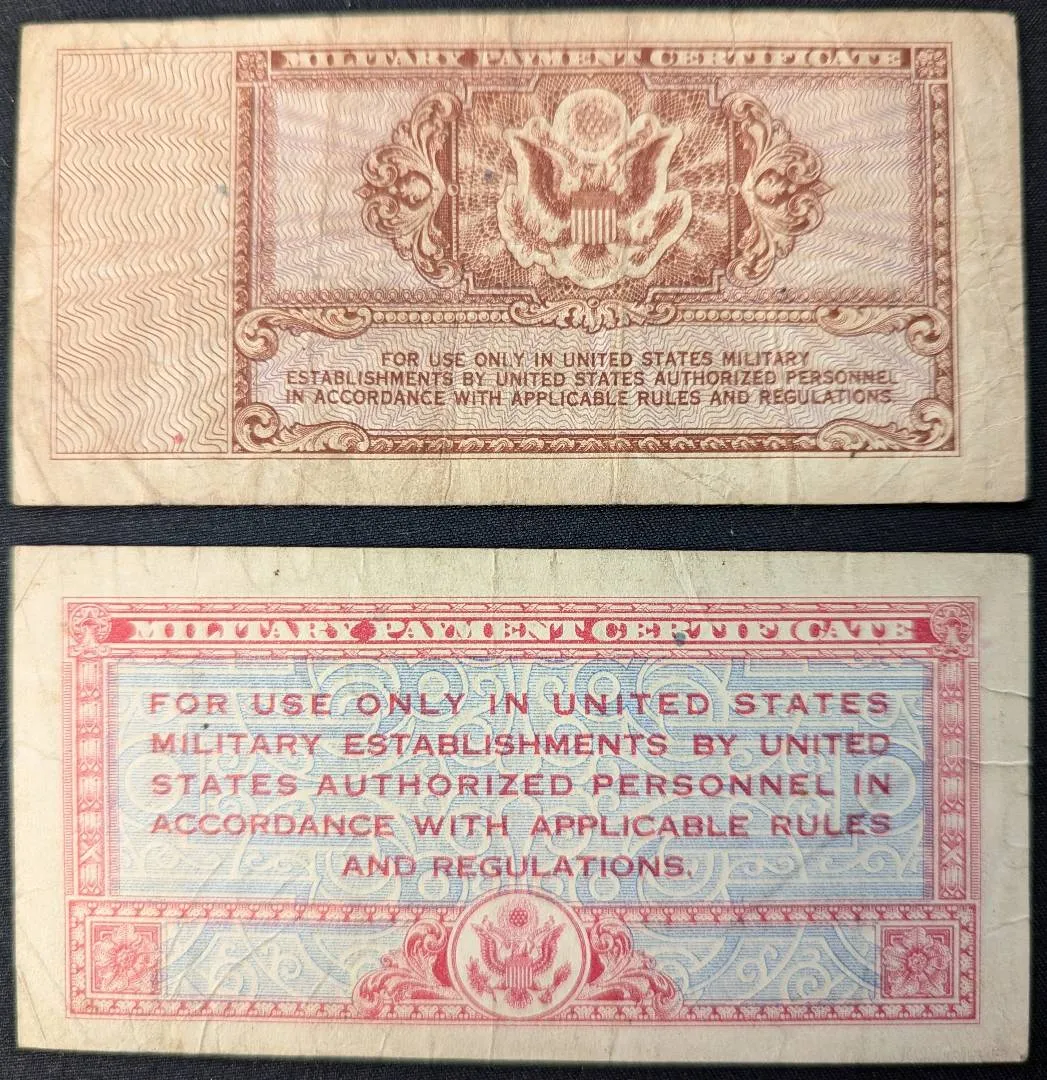 MILITARY PAYMENT CERTIFICATE
FOR USE ONLY IN UNITED STATES MILITARY
ESTABLISHMENTS BY UNITED STATES AUTHORIZED PERSONNEL
IN ACCORDANCE WITH APPLICABLE RULES AND REGULATIONS.
MILITARY PAYMENT CERTIFICATE
FOR USE ONLY IN UNITED STATES
MILITARY ESTABLISHMENTS BY UNITED
STATES AUTHORIZED PERSONNEL IN
ACCORDANCE WITH APPLICABLE RULES
AND REGULATIONS.